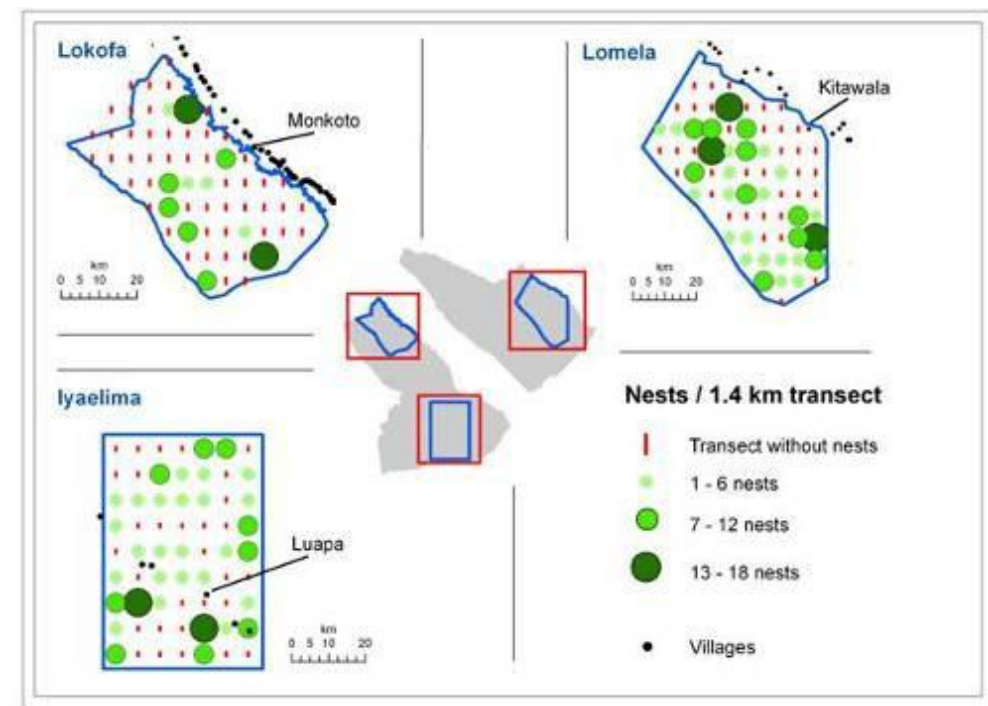 Lokofa
Monkoto
km
0 5 10 20
Lomela
Kitawala
km
0 5 10 20
Iyaelima
Luapa
km
0 5 10 20
Nests / 1.4 km transect
Transect without nests
1 - 6 nests
7 - 12 nests
13 - 18 nests
Villages